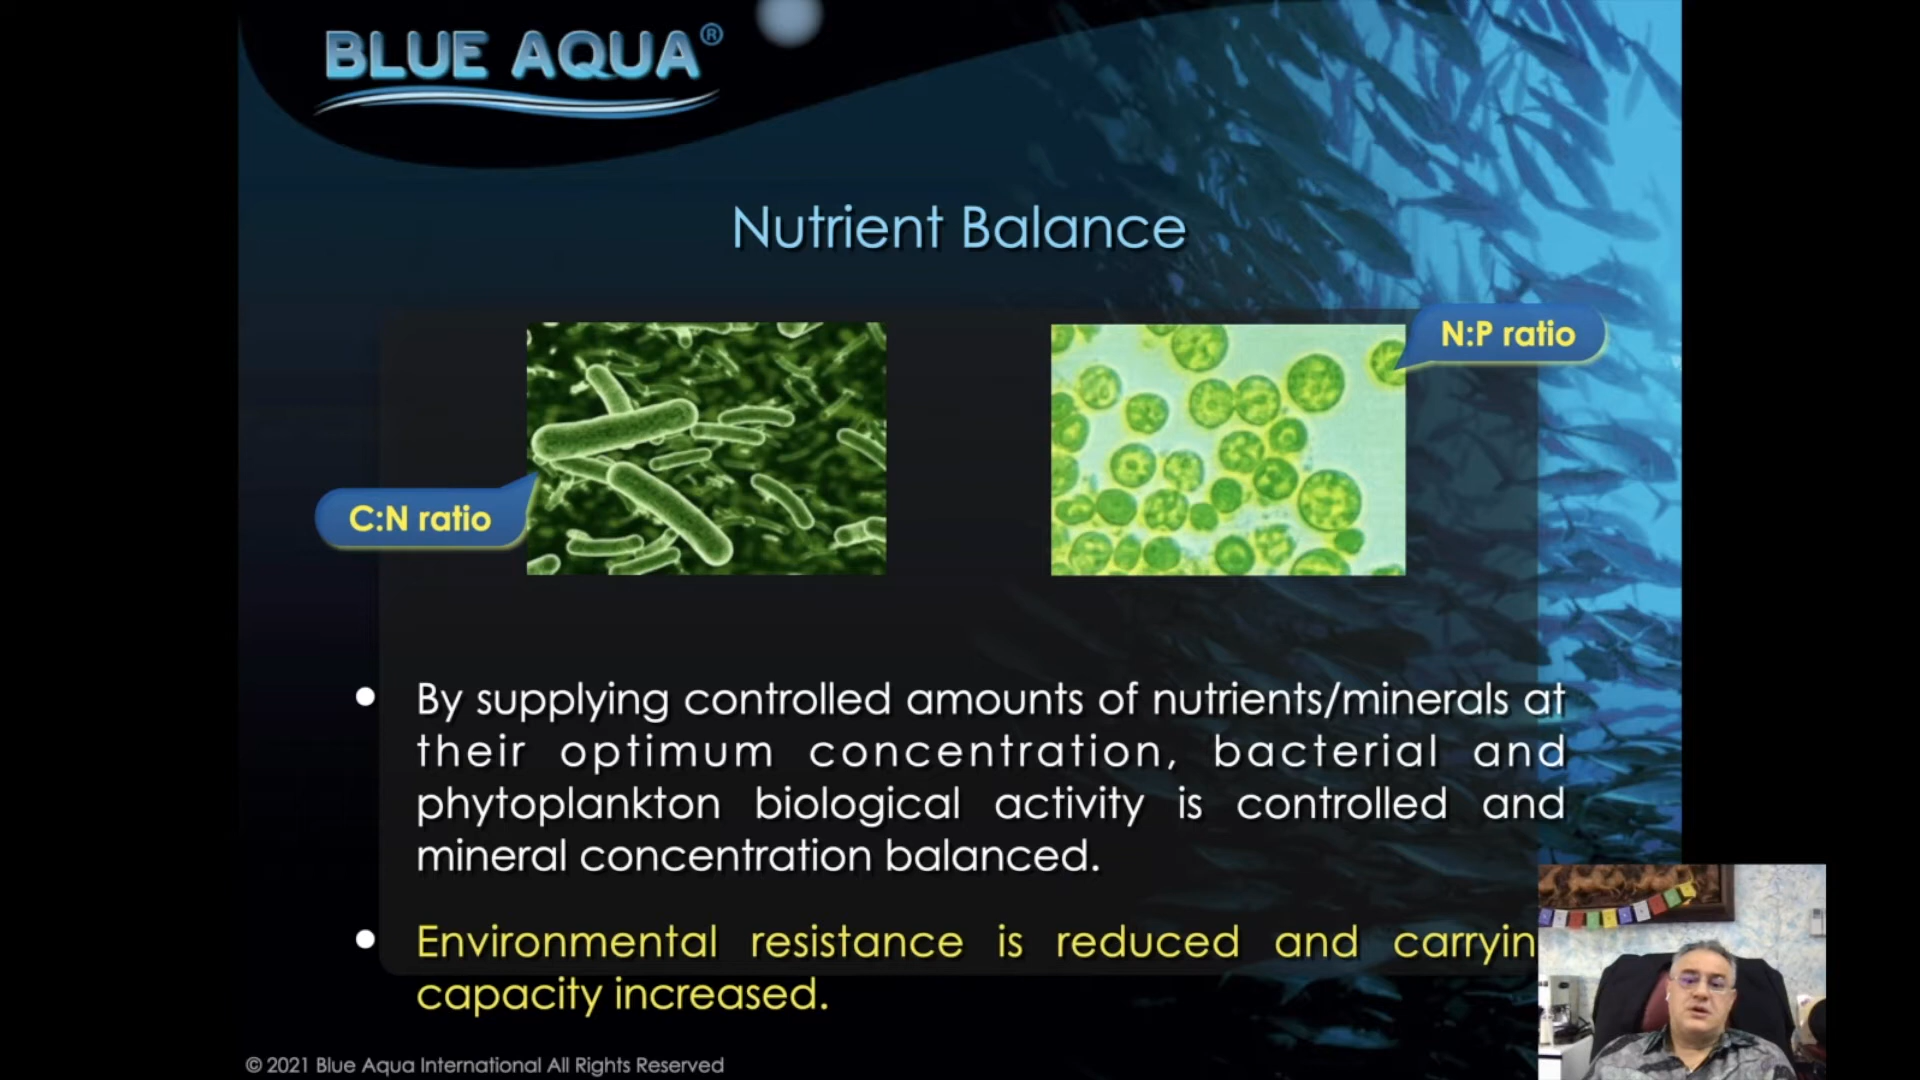 BLUE AQUA®
Nutrient Balance
N:P ratio
C:N ratio
• By supplying controlled amounts of nutrients/minerals at
their optimum concentration, bacterial and
phytoplankton biological activity is controlled and
mineral concentration balanced.
• Environmental resistance is reduced and carryin
capacity increased.
© 2021 Blue Aqua International All Rights Reserved